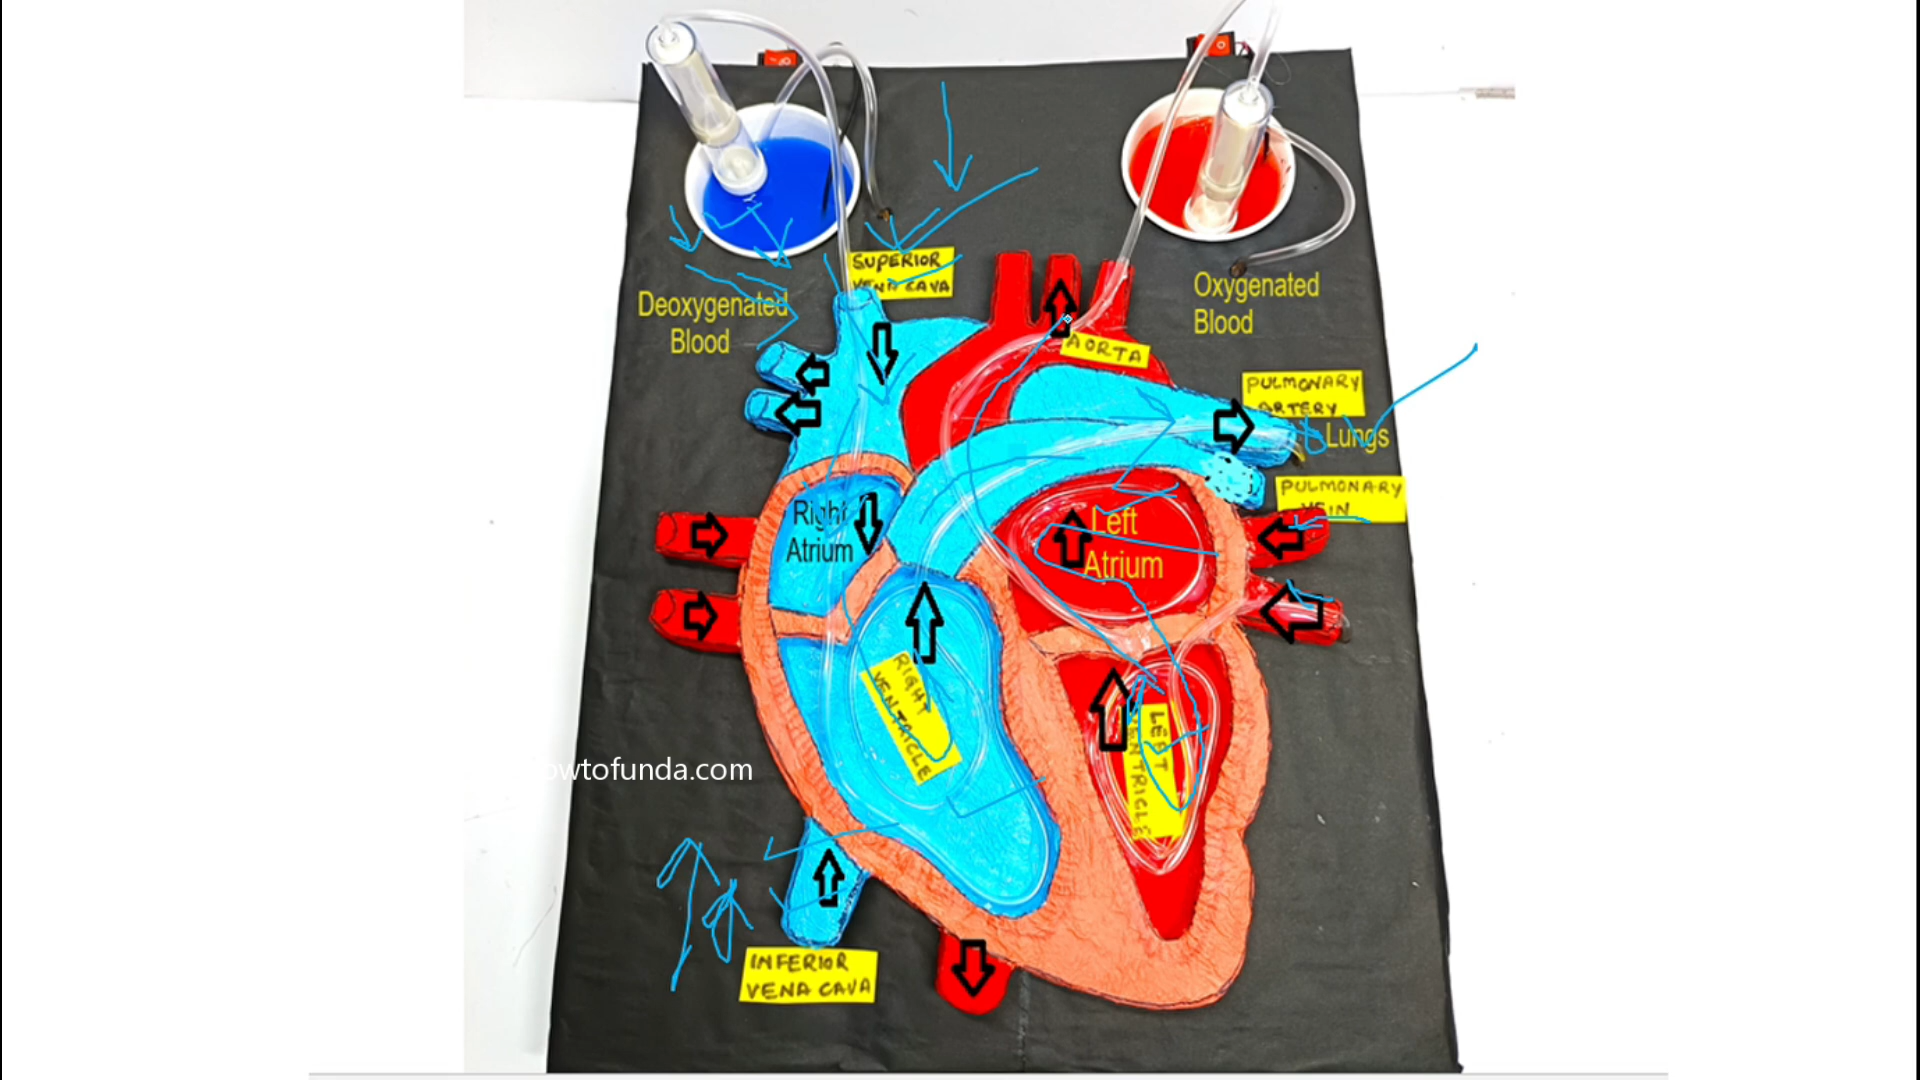 SUPERIOR
VENA CAVA
Deoxygenated
Blood
Oxygenated
Blood
AORTA
PULMONARY
ARTERY
Lungs
PULMONARY
VEIN
Right
Atrium
Left
Atrium
RIGHT
VENTRICLE
LEFT
VENTRICLE
owtofunda.com
INFERIOR
VENA CAVA